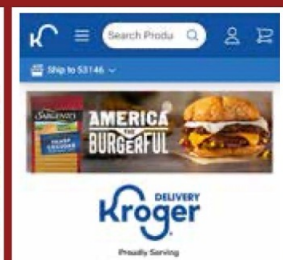 Search Produ
Ship to 53146
SARGENTO
AMERICA
THE
BURGERFUL
DELIVERY
Kroger
Proudly Serving